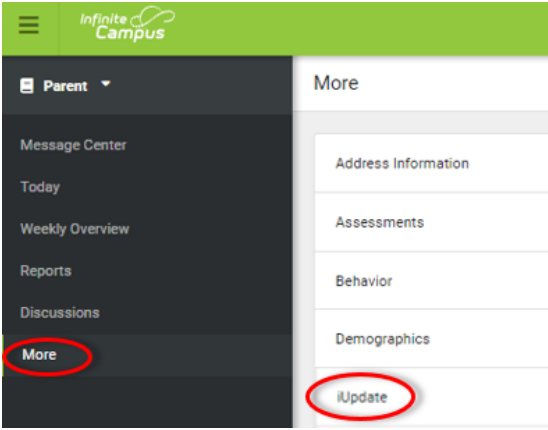 Infinite
Campus
Parent
More
Message Center
Today
Weekly Overview
Reports
Discussions
More
Address Information
Assessments
Behavior
Demographics
iUpdate